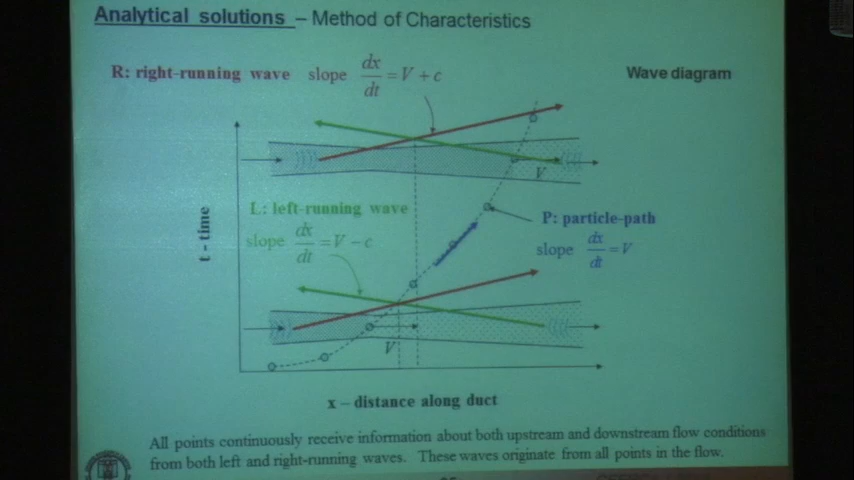 Analytical solutions – Method of Characteristics
R: right-running wave slope dx/dt = V + c
Wave diagram
V
L: left-running wave
slope dx/dt = V – c
P: particle-path
slope dx/dt = V
t - time
V
x – distance along duct
All points continuously receive information about both upstream and downstream flow conditions
from both left and right-running waves. These waves originate from all points in the flow.